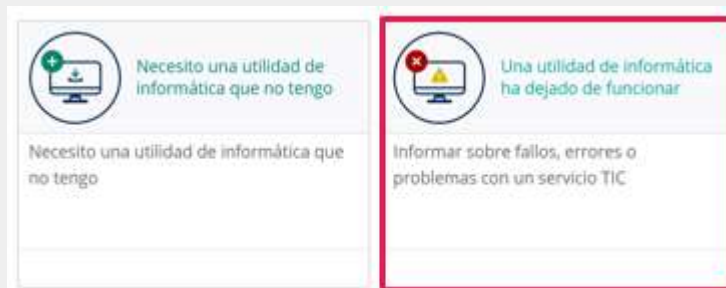 Necesito una utilidad de
informática que no tengo
Necesito una utilidad de informática que
no tengo
Una utilidad de informática
ha dejado de funcionar
Informar sobre fallos, errores o
problemas con un servicio TIC